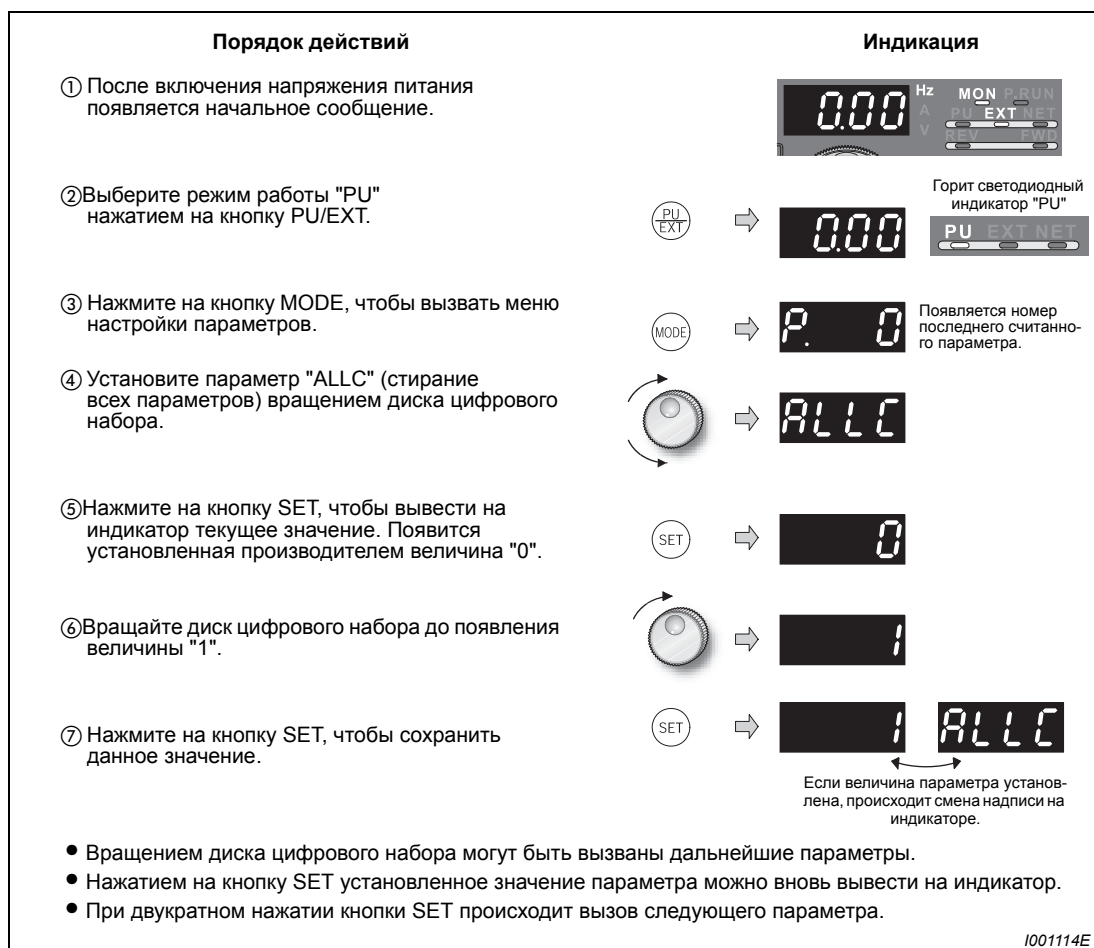 Порядок действий
Индикация
① После включения напряжения питания
появляется начальное сообщение.
0.00 Hz MON P.RUN
A PU EXT NET
V REV FWD
②Выберите режим работы "PU"
нажатием на кнопку PU/EXT.
PU
EXT
0.00
Горит светодиодный
индикатор "PU"
PU EXT NET
③ Нажмите на кнопку MODE, чтобы вызвать меню
настройки параметров.
MODE
P. 0
Появляется номер
последнего считанно-
го параметра.
④ Установите параметр "ALLC" (стирание
всех параметров) вращением диска цифрового
набора.
ALLC
⑤Нажмите на кнопку SET, чтобы вывести на
индикатор текущее значение. Появится
установленная производителем величина "0".
SET
0
⑥Вращайте диск цифрового набора до появления
величины "1".
1
⑦ Нажмите на кнопку SET, чтобы сохранить
данное значение.
SET
1 ALLC
Если величина параметра установ-
лена, происходит смена надписи на
индикаторе.
● Вращением диска цифрового набора могут быть вызваны дальнейшие параметры.
● Нажатием на кнопку SET установленное значение параметра можно вновь вывести на индикатор.
● При двукратном нажатии кнопки SET происходит вызов следующего параметра.
I001114E